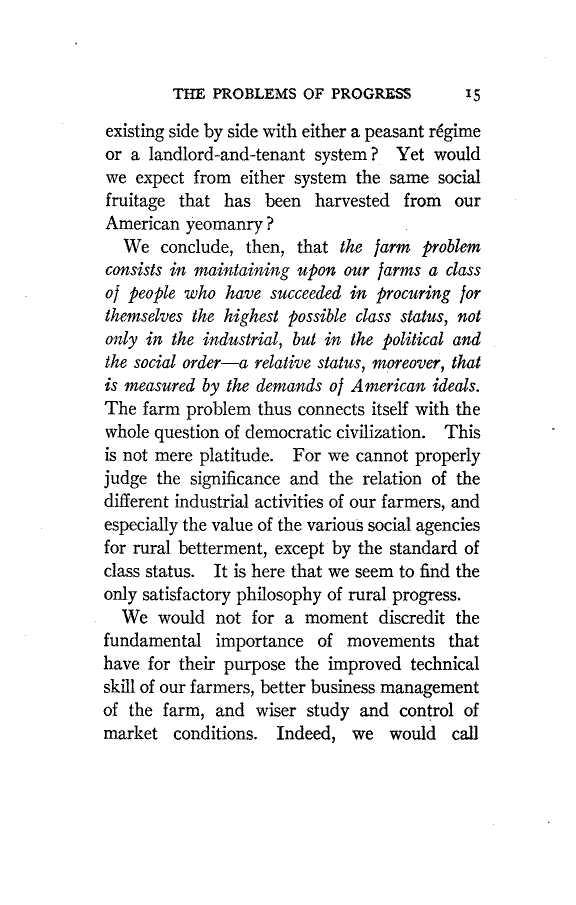 THE PROBLEMS OF PROGRESS 15
existing side by side with either a peasant régime
or a landlord-and-tenant system? Yet would
we expect from either system the same social
fruitage that has been harvested from our
American yeomanry?
We conclude, then, that the farm problem
consists in maintaining upon our farms a class
of people who have succeeded in procuring for
themselves the highest possible class status, not
only in the industrial, but in the political and
the social order—a relative status, moreover, that
is measured by the demands of American ideals.
The farm problem thus connects itself with the
whole question of democratic civilization. This
is not mere platitude. For we cannot properly
judge the significance and the relation of the
different industrial activities of our farmers, and
especially the value of the various social agencies
for rural betterment, except by the standard of
class status. It is here that we seem to find the
only satisfactory philosophy of rural progress.
We would not for a moment discredit the
fundamental importance of movements that
have for their purpose the improved technical
skill of our farmers, better business management
of the farm, and wiser study and control of
market conditions. Indeed, we would call